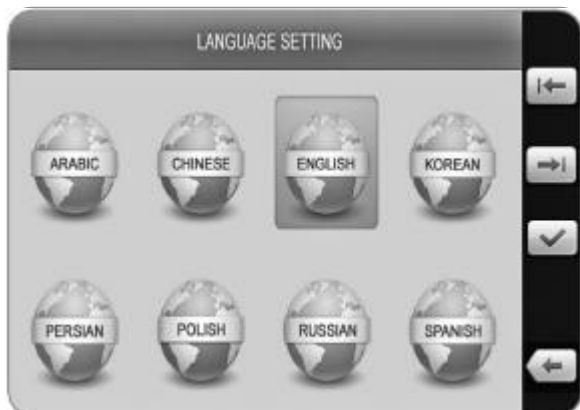 LANGUAGE SETTING
ARABIC
CHINESE
ENGLISH
KOREAN
PERSIAN
POLISH
RUSSIAN
SPANISH